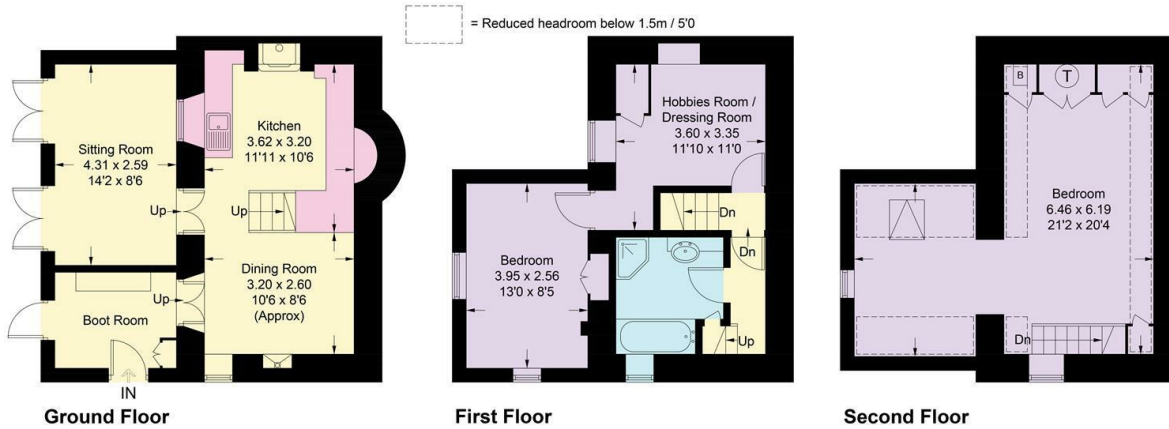 = Reduced headroom below 1.5m / 5'0
Sitting Room
4.31 x 2.59
14'2 x 8'6
Up
Kitchen
3.62 x 3.20
11'11 x 10'6
Up
Dining Room
3.20 x 2.60
10'6 x 8'6
(Approx)
Up
Boot Room
IN
Ground Floor
Hobbies Room /
Dressing Room
3.60 x 3.35
11'10 x 11'0
Dn
Dn
Bedroom
3.95 x 2.56
13'0 x 8'5
Up
First Floor
B
T
Bedroom
6.46 x 6.19
21'2 x 20'4
Dn
Second Floor